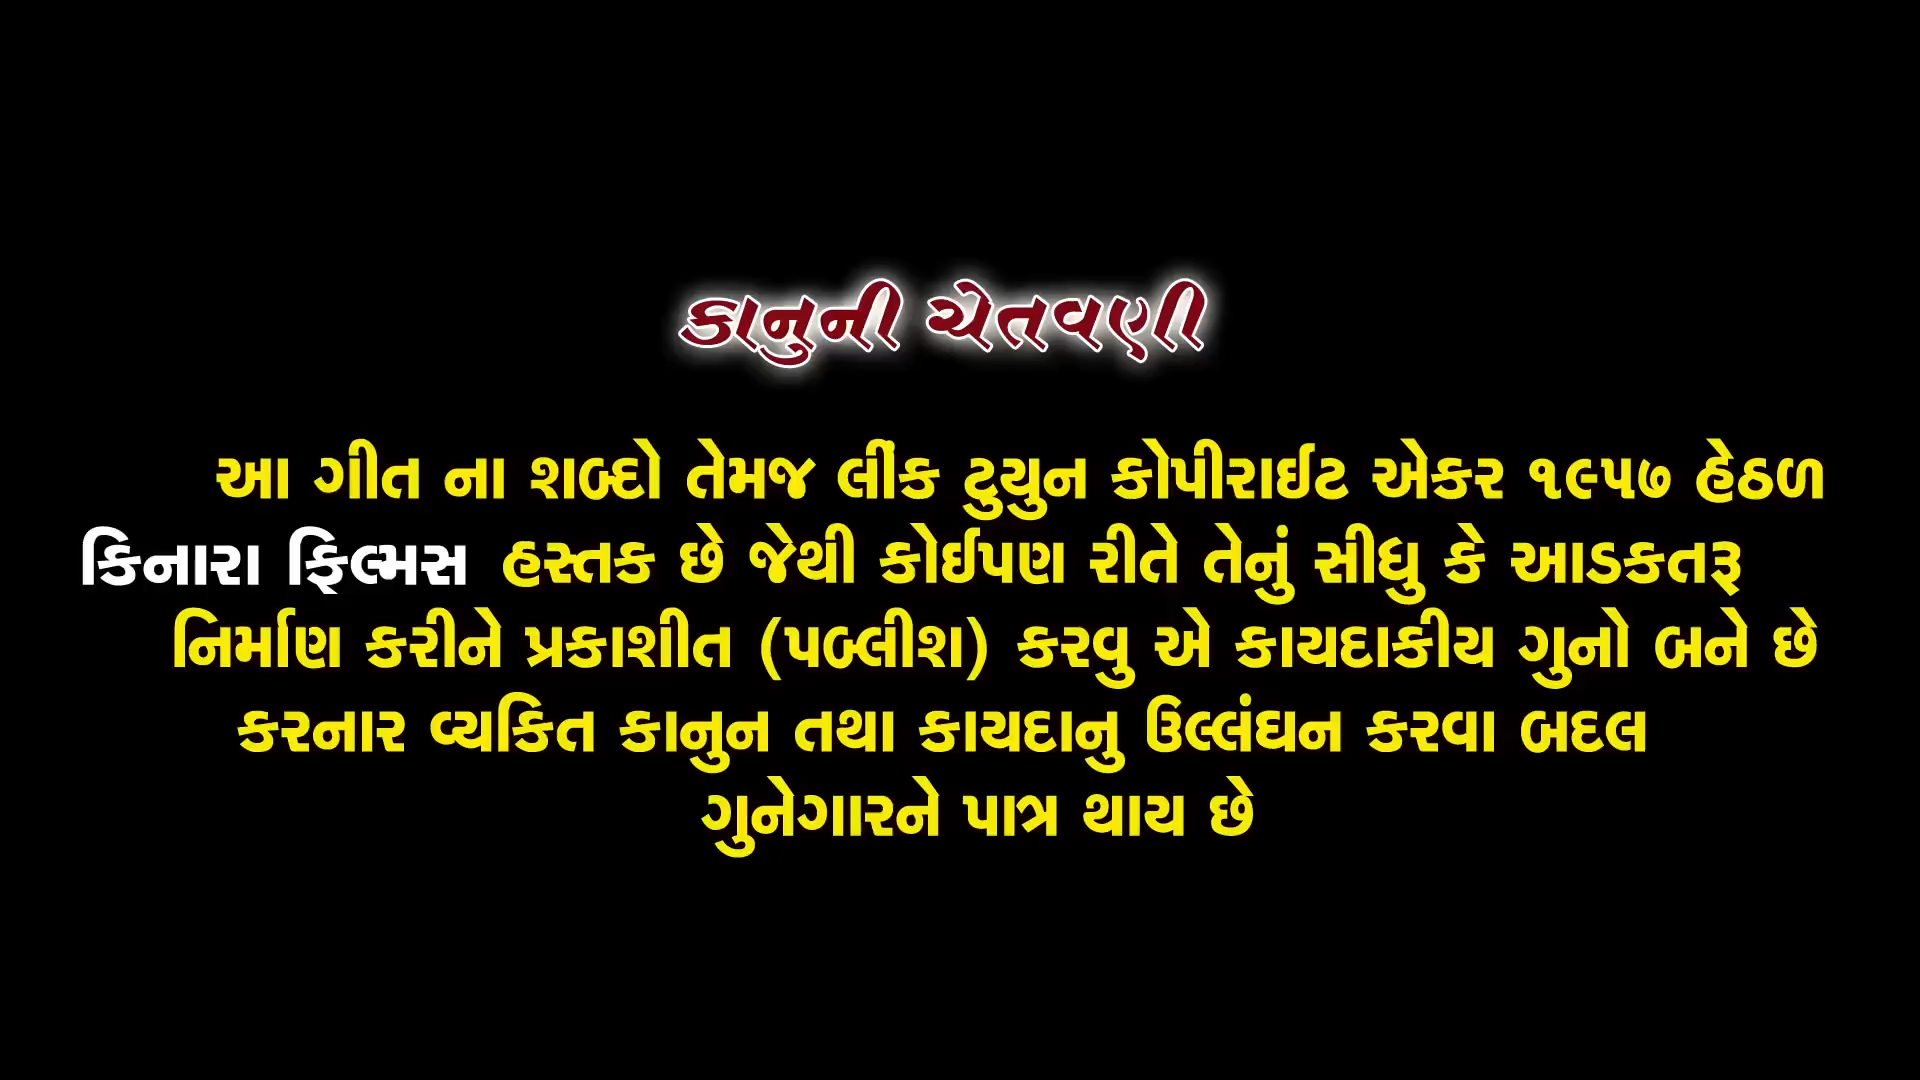 કાનુની ચેતવણી
આ ગીત ના શબ્દો તેમજ લીંક ટુયુન કોપીરાઈટ એકર ૧૯૫૭ હેઠળ
કિનારા ફિલ્મસ હસ્તક છે જેથી કોઈપણ રીતે તેનું સીધુ કે આડકતરૂ
નિર્માણ કરીને પ્રકાશીત (પબ્લીશ) કરવુ એ કાયદાકીય ગુનો બને છે
કરનાર વ્યકિત કાનુન તથા કાયદાનુ ઉલ્લંઘન કરવા બદલ
ગુનેગારને પાત્ર થાય છે